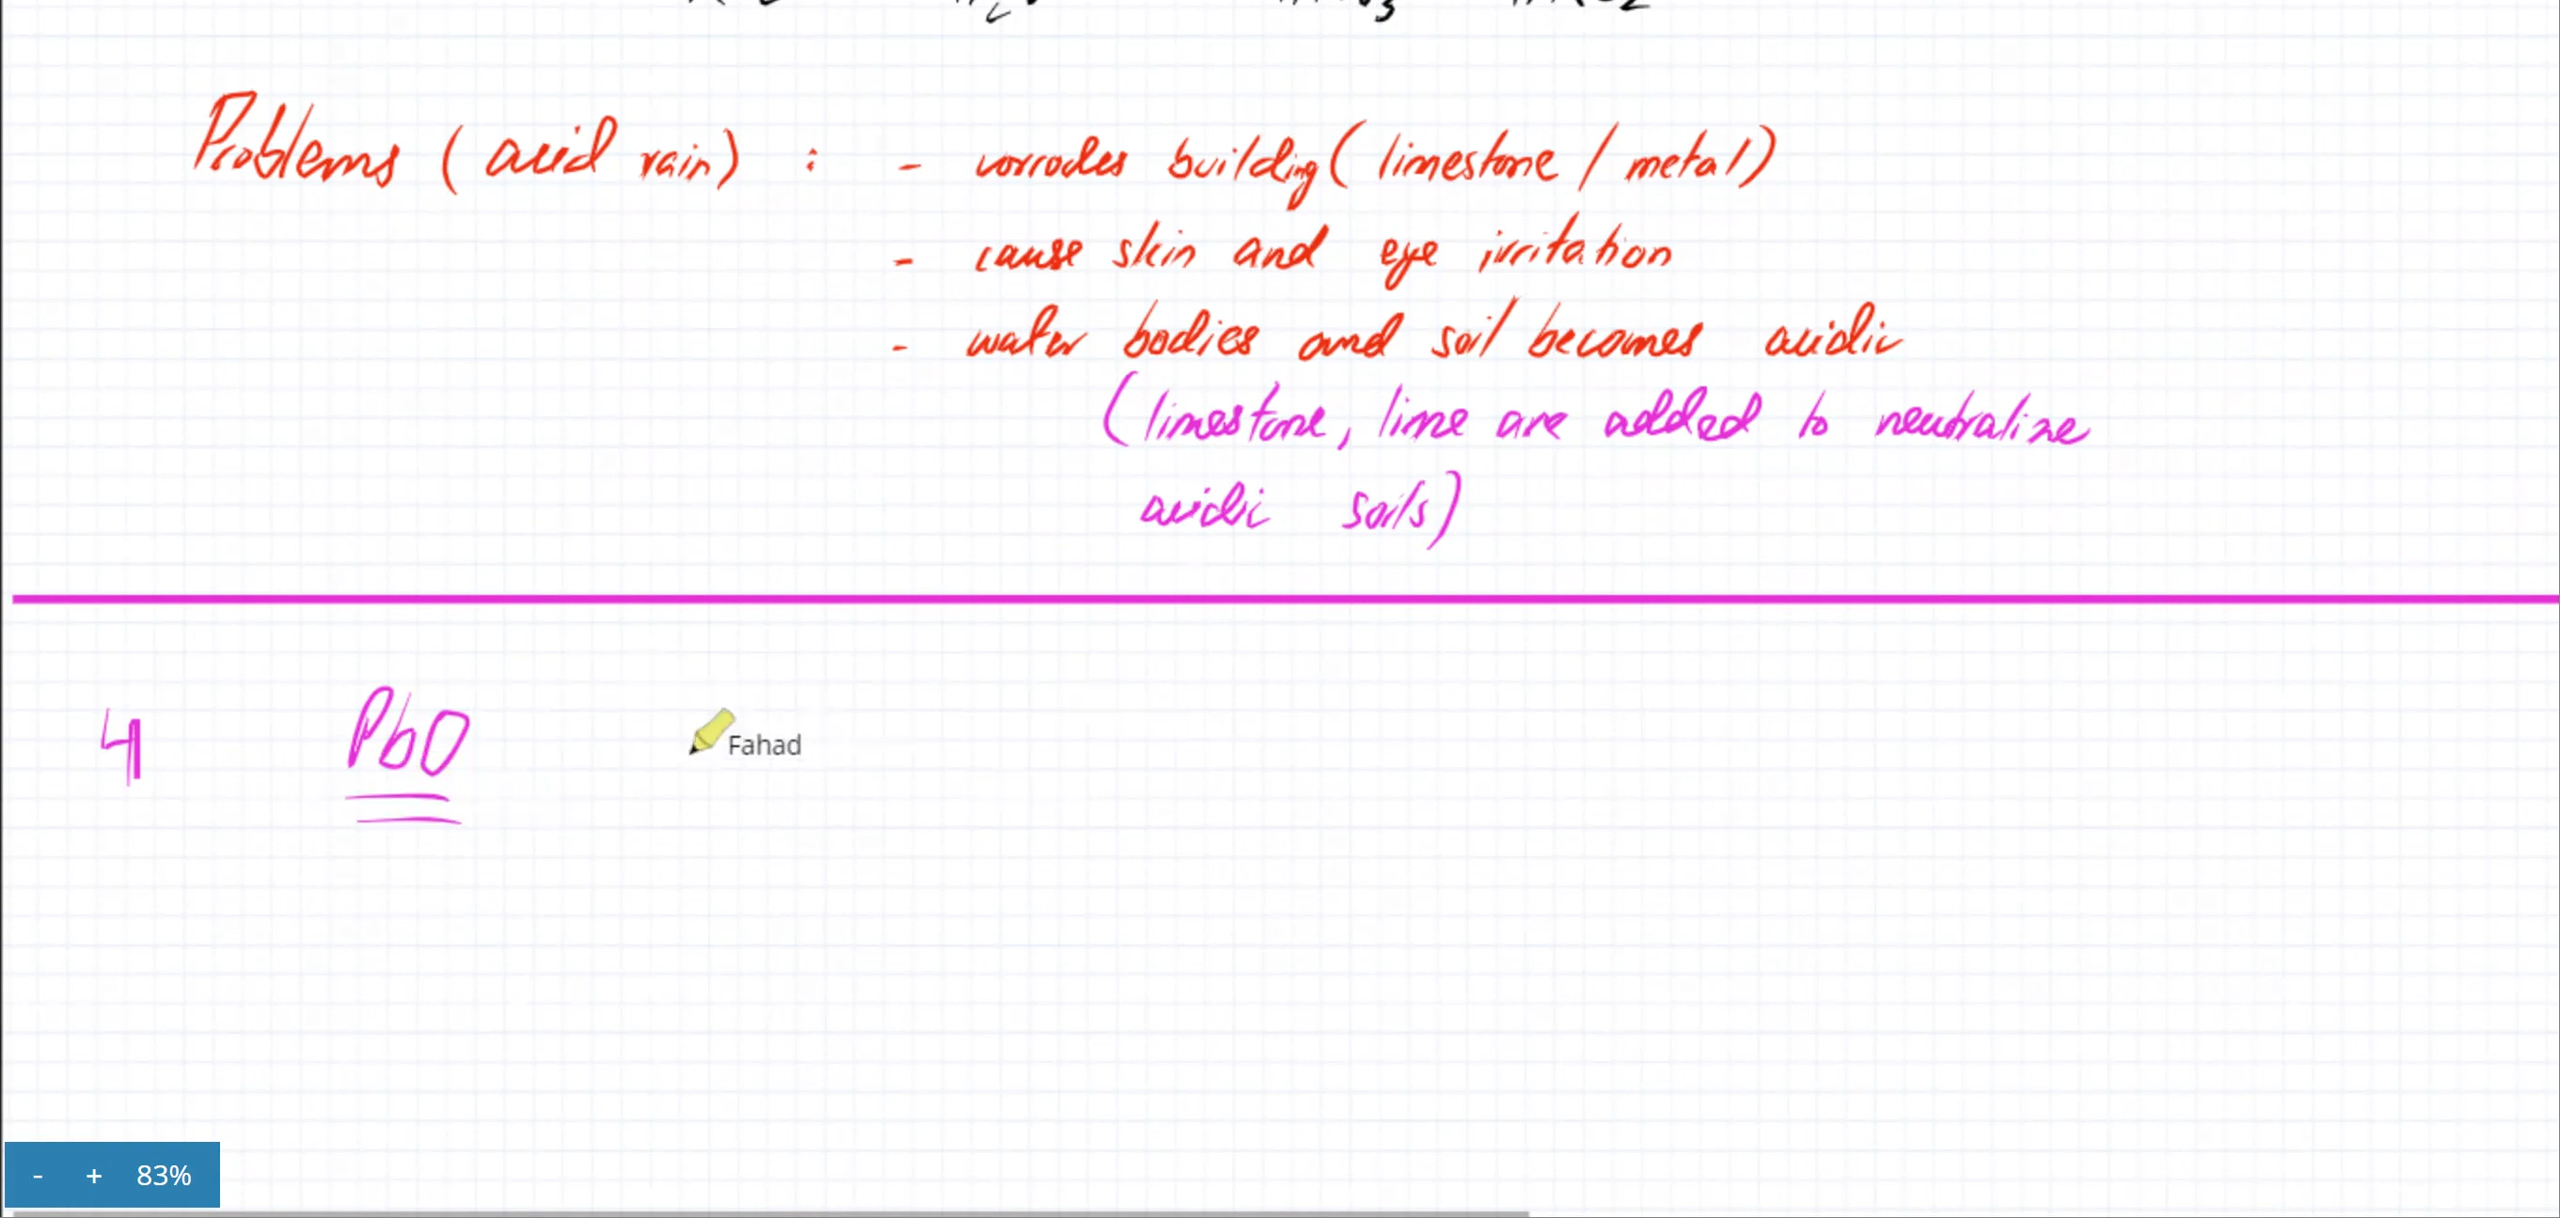 Problems (acid rain) : - corrodes building (limestone / metal)
- cause skin and eye irritation
- water bodies and soil becomes acidic
(limestone, lime are added to neutralize
acidic soils)
4 PbO
Fahad
- + 83%